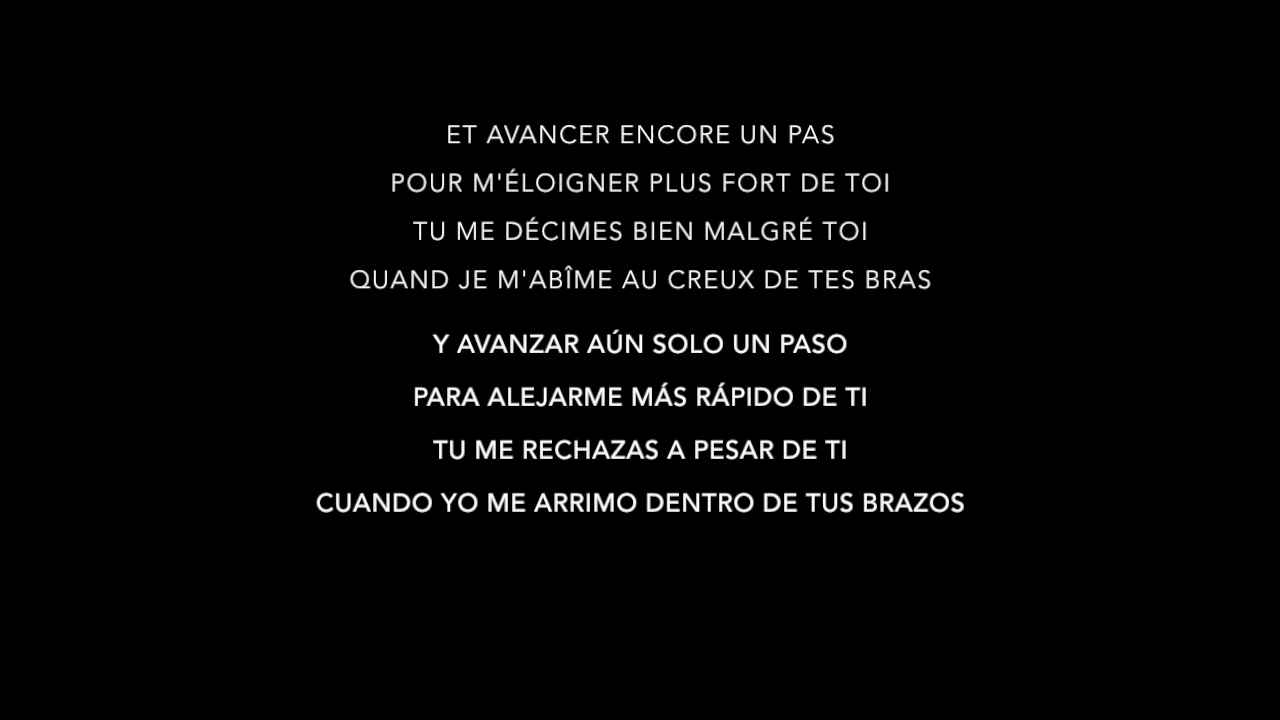 ET AVANCER ENCORE UN PAS
POUR M'ÉLOIGNER PLUS FORT DE TOI
TU ME DÉCIMES BIEN MALGRÉ TOI
QUAND JE M'ABÎME AU CREUX DE TES BRAS
Y AVANZAR AÚN SOLO UN PASO
PARA ALEJARME MÁS RÁPIDO DE TI
TU ME RECHAZAS A PESAR DE TI
CUANDO YO ME ARRIMO DENTRO DE TUS BRAZOS